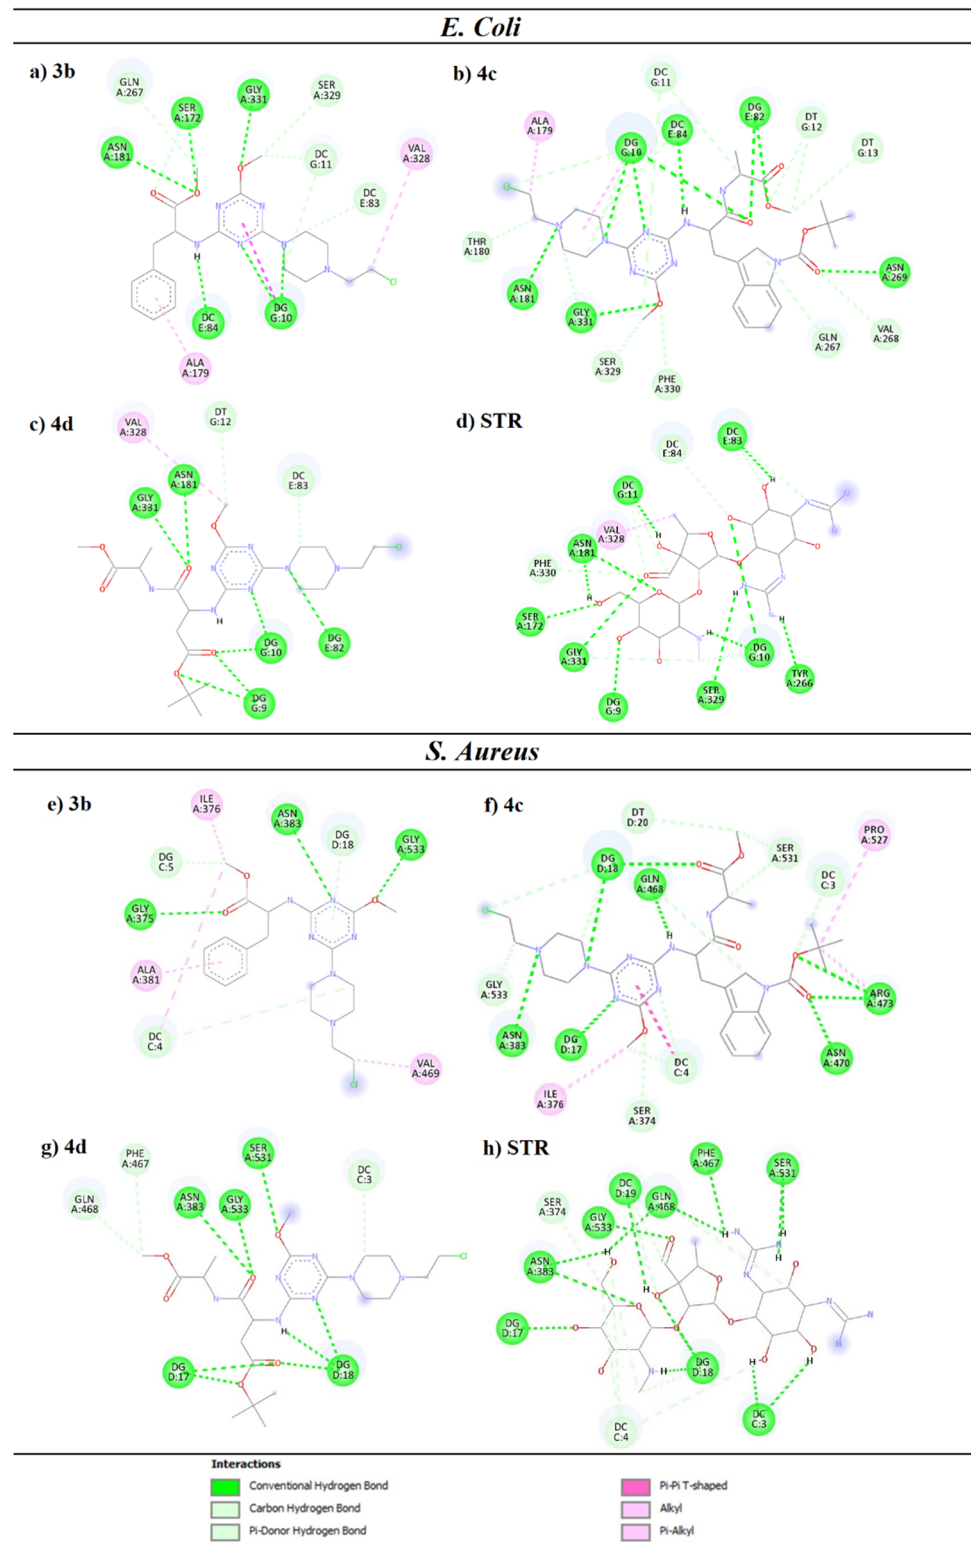 E. Coli
a) 3b
GLN
A:267
SER
A:172
GLY
A:331
SER
A:329
ASN
A:181
DC
G:11
VAL
A:328
DC
E:83
O
O
O
N
N
N
N
N
N
H
Cl
DC
E:84
DG
G:10
ALA
A:179
b) 4c
DC
G:11
ALA
A:179
DG
G:10
DC
E:84
DG
E:82
DT
G:12
DT
G:13
THR
A:180
ASN
A:181
GLY
A:331
ASN
A:269
SER
A:329
PHE
A:330
GLN
A:267
VAL
A:268
c) 4d
VAL
A:328
DT
G:12
ASN
A:181
GLY
A:331
DC
E:83
DG
G:10
DG
E:82
DG
G:9
d) STR
DC
E:84
DC
E:83
DC
G:11
VAL
A:328
ASN
A:181
PHE
A:330
SER
A:172
GLY
A:331
DG
G:9
SER
A:329
DG
G:10
TYR
A:266
S. Aureus
e) 3b
ILE
A:376
ASN
A:383
DG
D:18
GLY
A:533
DG
C:5
GLY
A:375
ALA
A:381
DC
C:4
VAL
A:469
f) 4c
DT
D:20
DG
D:18
GLN
A:468
SER
A:531
PRO
A:527
DC
C:3
GLY
A:533
ASN
A:383
DG
D:17
ARG
A:473
ASN
A:470
ILE
A:376
DC
C:4
SER
A:374
g) 4d
PHE
A:467
SER
A:531
GLN
A:468
ASN
A:383
GLY
A:533
DC
C:3
DG
D:17
DG
D:18
h) STR
SER
A:374
DC
D:19
GLN
A:468
PHE
A:467
SER
A:531
GLY
A:533
ASN
A:383
DG
D:17
DG
D:18
DC
C:4
DC
C:3
Interactions
Conventional Hydrogen Bond
Carbon Hydrogen Bond
Pi-Donor Hydrogen Bond
Pi-Pi T-shaped
Alkyl
Pi-Alkyl